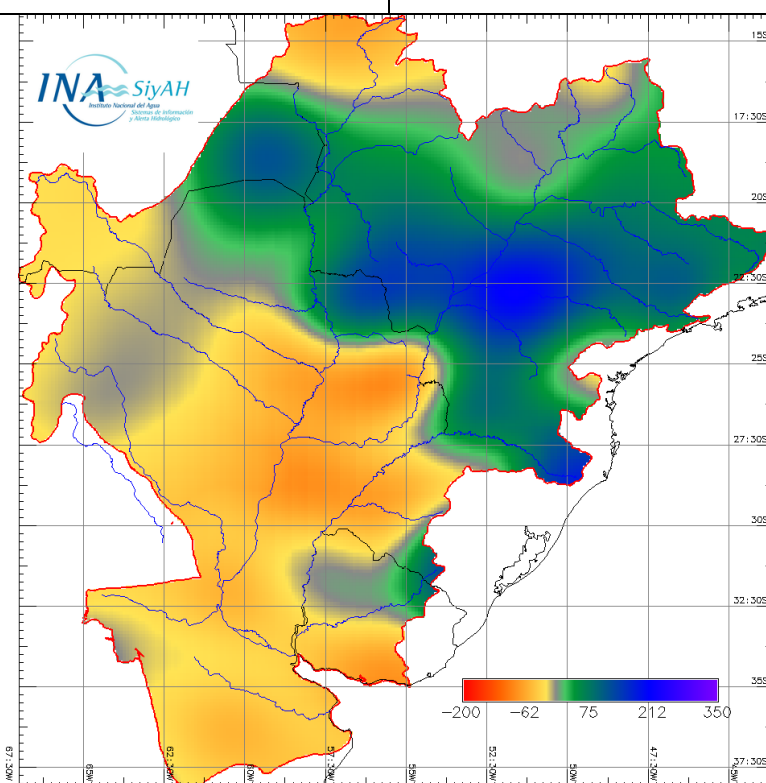 15S
INA SiyAH
Instituto Nacional del Agua
Sistemas de Información
y Alerta Hidrológico
17:30S
20S
22:30S
25S
27:30S
30S
32:30S
35S
−200 −62 75 212 350
37:30S
67:30W 65W 62:30W 60W 57:30W 55W 52:30W 50W 47:30W 45W